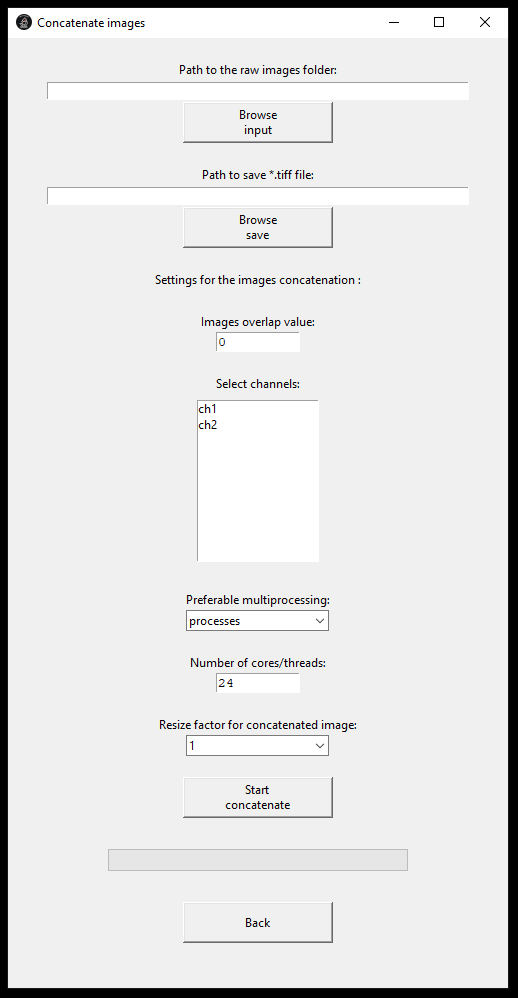 Concatenate images
Path to the raw images folder:
Browse
input
Path to save *.tiff file:
Browse
save
Settings for the images concatenation :
Images overlap value:
0
Select channels:
ch1
ch2
Preferable multiprocessing:
processes
Number of cores/threads:
24
Resize factor for concatenated image:
1
Start
concatenate
Back